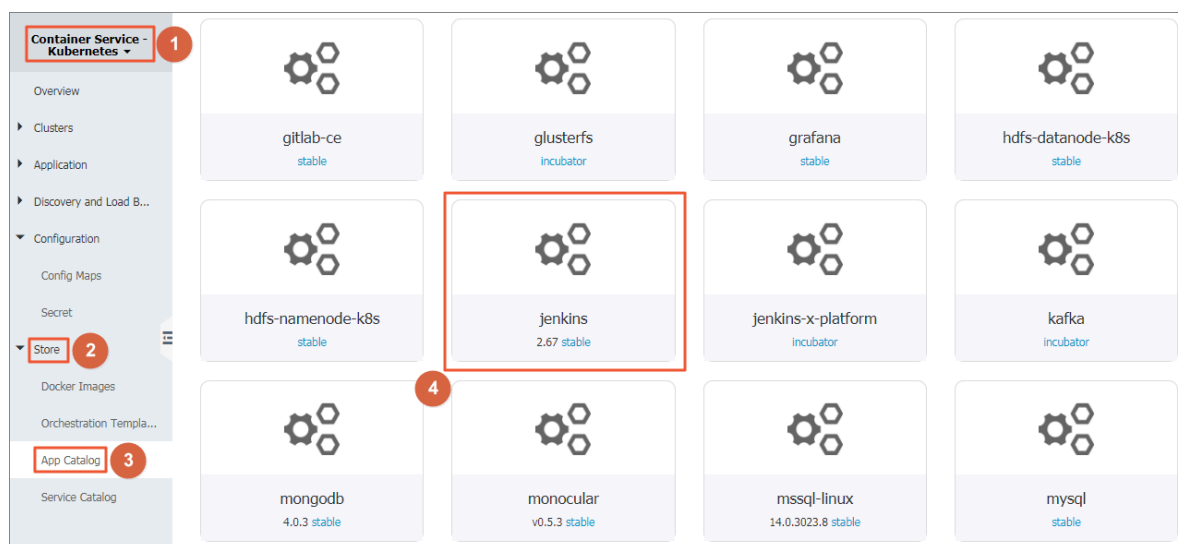 Container Service -
Kubernetes
1
Overview
Clusters
Application
Discovery and Load B...
Configuration
Config Maps
Secret
Store
2
Docker Images
Orchestration Templa...
App Catalog
3
Service Catalog
gitlab-ce
stable
glusterfs
incubator
grafana
stable
hdfs-datanode-k8s
stable
hdfs-namenode-k8s
stable
jenkins
2.67 stable
jenkins-x-platform
incubator
kafka
incubator
4
mongodb
4.0.3 stable
monocular
v0.5.3 stable
mssql-linux
14.0.3023.8 stable
mysql
stable